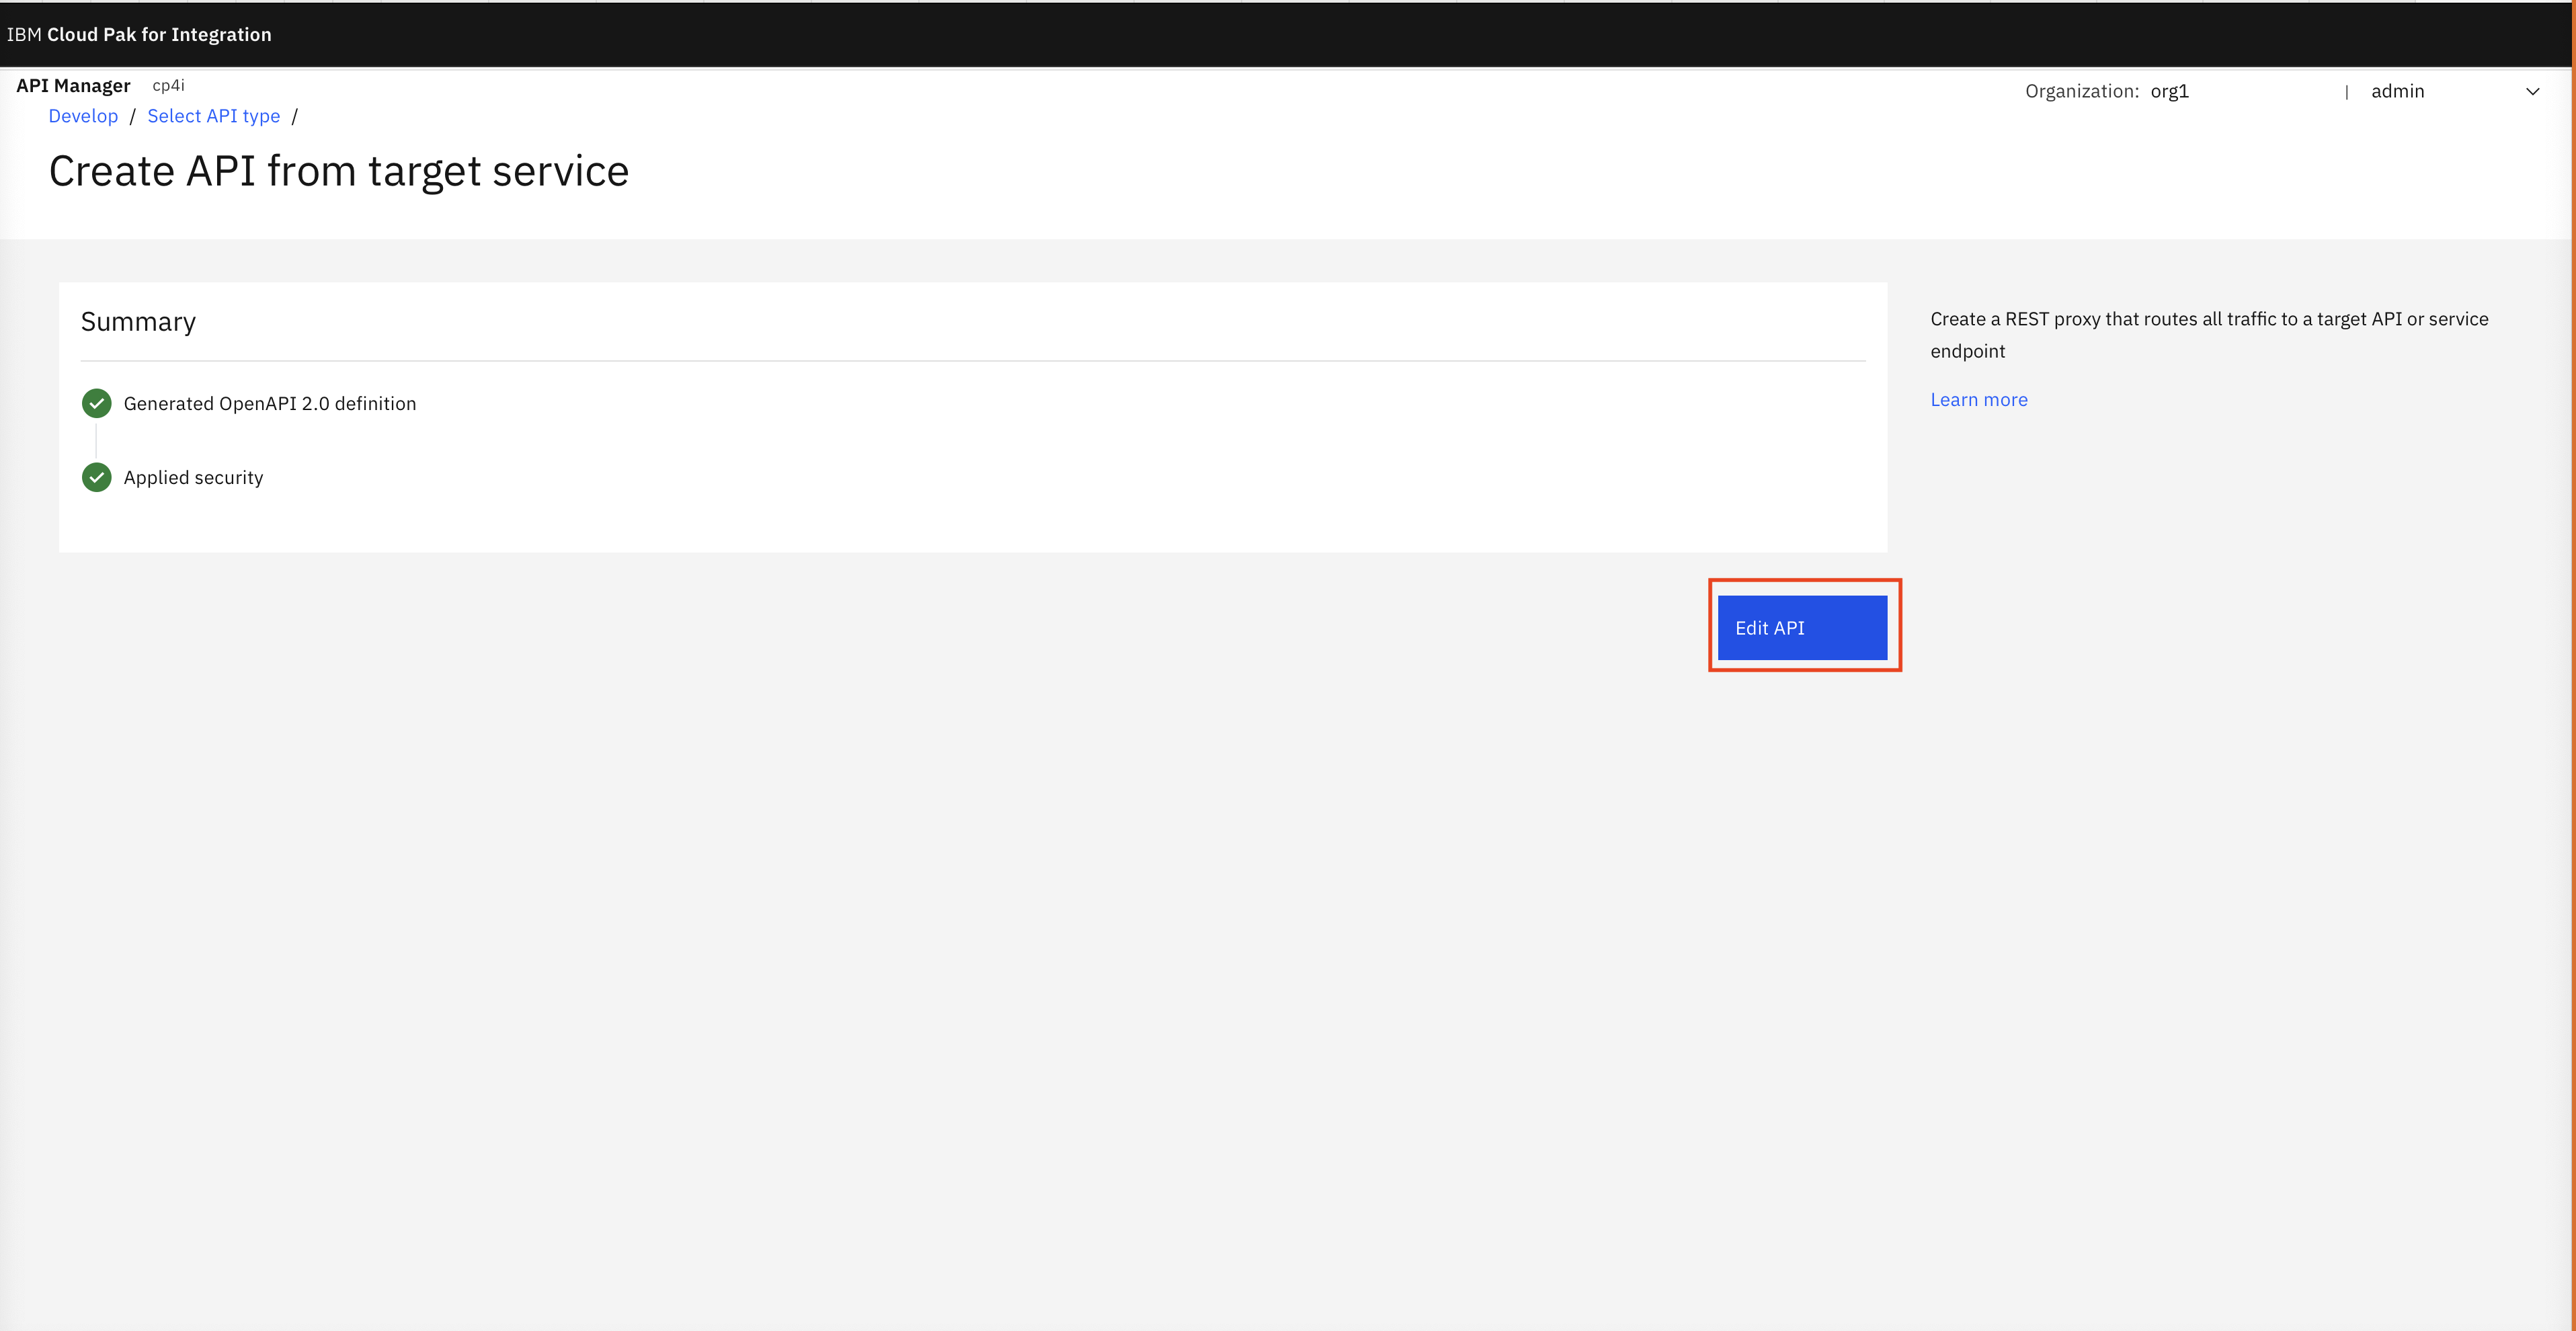 IBM Cloud Pak for Integration
API Manager cp4i
Organization: org1 | admin
Develop / Select API type /
Create API from target service
Summary
Generated OpenAPI 2.0 definition
Applied security
Create a REST proxy that routes all traffic to a target API or service
endpoint
Learn more
Edit API